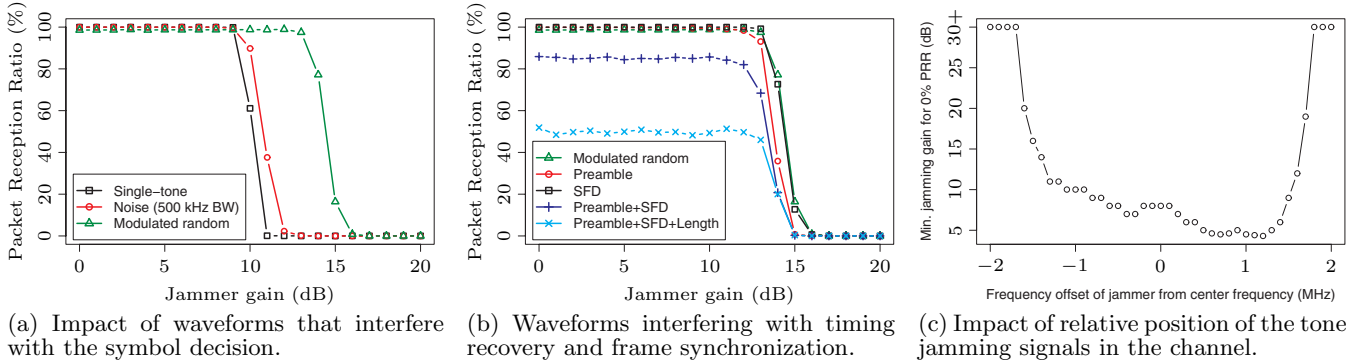 Packet Reception Ratio (%)
100
80
60
40
20
0
Single−tone
Noise (500 kHz BW)
Modulated random
0
5
10
15
20
Jammer gain (dB)
(a) Impact of waveforms that interfere
with the symbol decision.
Packet Reception Ratio (%)
100
80
60
40
20
0
Modulated random
Preamble
SFD
Preamble+SFD
Preamble+SFD+Length
0
5
10
15
20
Jammer gain (dB)
(b) Waveforms interfering with timing
recovery and frame synchronization.
Min. jamming gain for 0% PRR (dB)
30+
20
10
5
−2
−1
0
1
2
Frequency offset of jammer from center frequency (MHz)
(c) Impact of relative position of the tone
jamming signals in the channel.